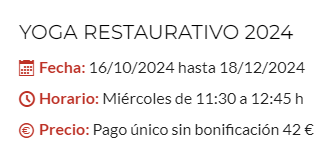 YOGA RESTAURATIVO 2024
Fecha: 16/10/2024 hasta 18/12/2024
Horario: Miércoles de 11:30 a 12:45 h
Precio: Pago único sin bonificación 42 €